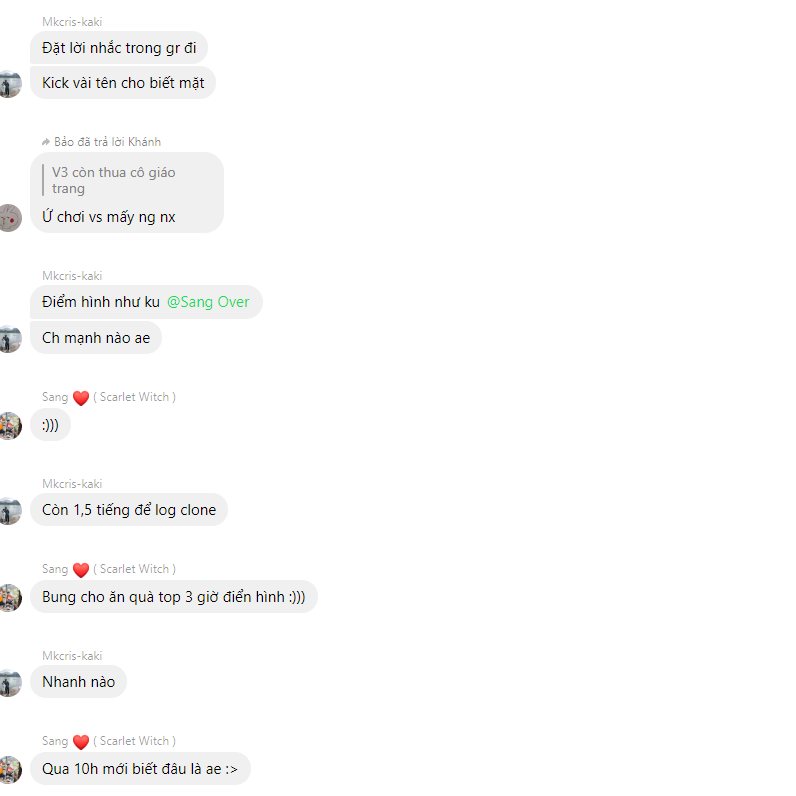 Mkcris-kaki
Đặt lời nhắc trong gr đi
Kick vài tên cho biết mặt
Bảo đã trả lời Khánh
V3 còn thua cô giáo
trang
Ứ chơi vs mấy ng nx
Mkcris-kaki
Điểm hình như ku @Sang Over
Ch mạnh nào ae
Sang ❤️ ( Scarlet Witch )
:)))
Mkcris-kaki
Còn 1,5 tiếng để log clone
Sang ❤️ ( Scarlet Witch )
Bung cho ăn quà top 3 giờ điển hình :)))
Mkcris-kaki
Nhanh nào
Sang ❤️ ( Scarlet Witch )
Qua 10h mới biết đâu là ae :>